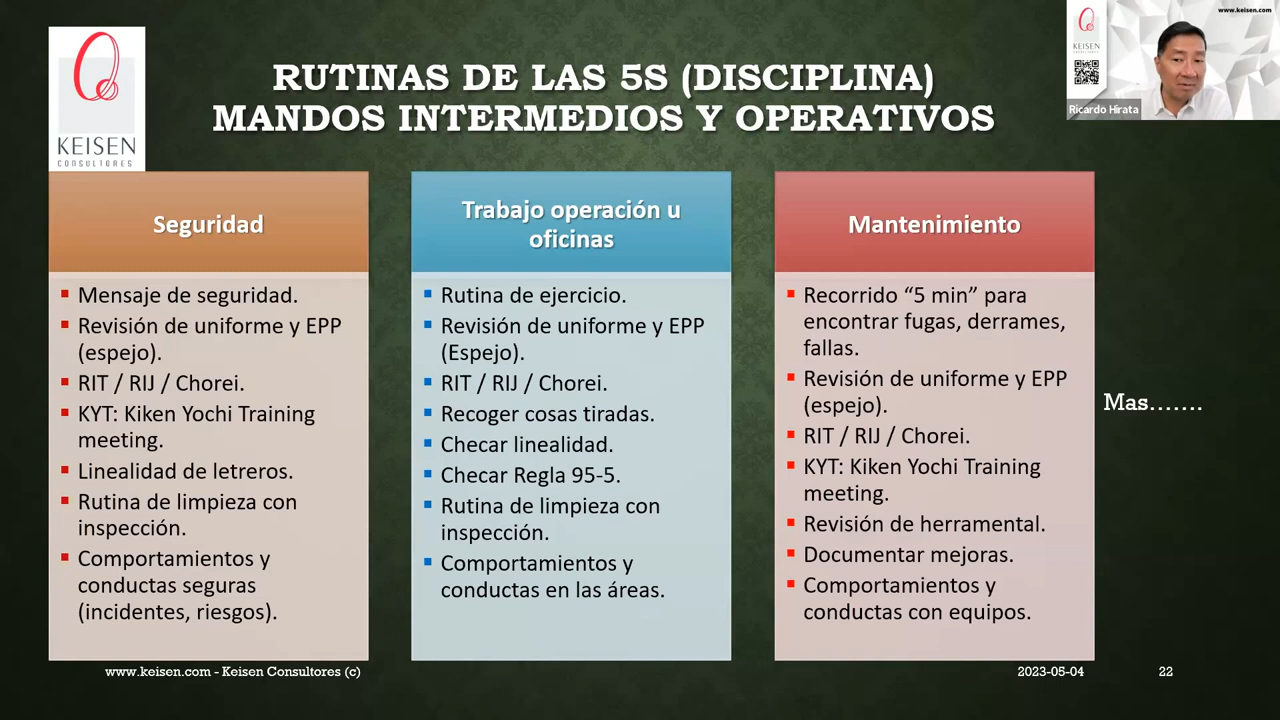 www.keisen.com
KEISEN
CONSULTORES
RUTINAS DE LAS 5S (DISCIPLINA)
MANDOS INTERMEDIOS Y OPERATIVOS
KEISEN
Ricardo Hirata
Seguridad
▪ Mensaje de seguridad.
▪ Revisión de uniforme y EPP
(espejo).
▪ RIT / RIJ / Chorei.
▪ KYT: Kiken Yochi Training
meeting.
▪ Linealidad de letreros.
▪ Rutina de limpieza con
inspección.
▪ Comportamientos y
conductas seguras
(incidentes, riesgos).
Trabajo operación u
oficinas
▪ Rutina de ejercicio.
▪ Revisión de uniforme y EPP
(Espejo).
▪ RIT / RIJ / Chorei.
▪ Recoger cosas tiradas.
▪ Checar linealidad.
▪ Checar Regla 95-5.
▪ Rutina de limpieza con
inspección.
▪ Comportamientos y
conductas en las áreas.
Mantenimiento
▪ Recorrido “5 min” para
encontrar fugas, derrames,
fallas.
▪ Revisión de uniforme y EPP
(espejo).
▪ RIT / RIJ / Chorei.
▪ KYT: Kiken Yochi Training
meeting.
▪ Revisión de herramental.
▪ Documentar mejoras.
▪ Comportamientos y
conductas con equipos.
Mas.......
www.keisen.com - Keisen Consultores (c)
2023-05-04
22